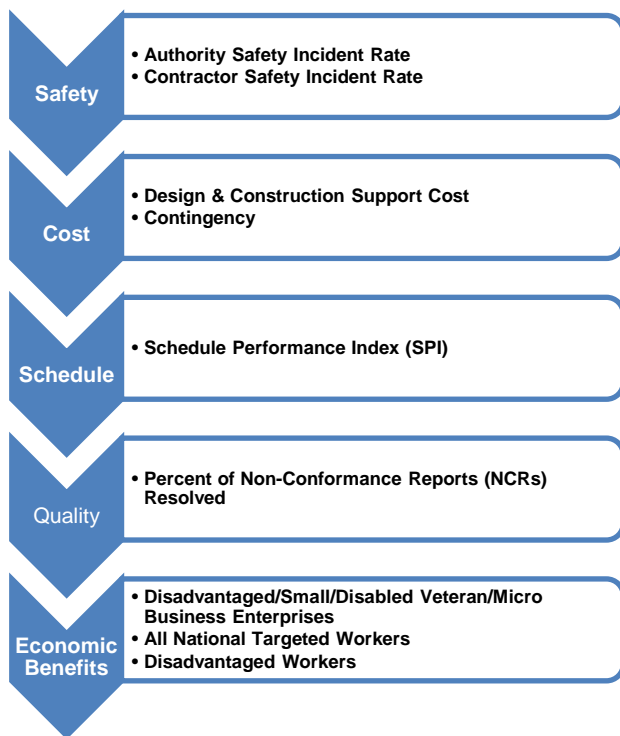 Safety
• Authority Safety Incident Rate
• Contractor Safety Incident Rate
Cost
• Design & Construction Support Cost
• Contingency
Schedule
• Schedule Performance Index (SPI)
Quality
• Percent of Non-Conformance Reports (NCRs)
Resolved
Economic
Benefits
• Disadvantaged/Small/Disabled Veteran/Micro
Business Enterprises
• All National Targeted Workers
• Disadvantaged Workers